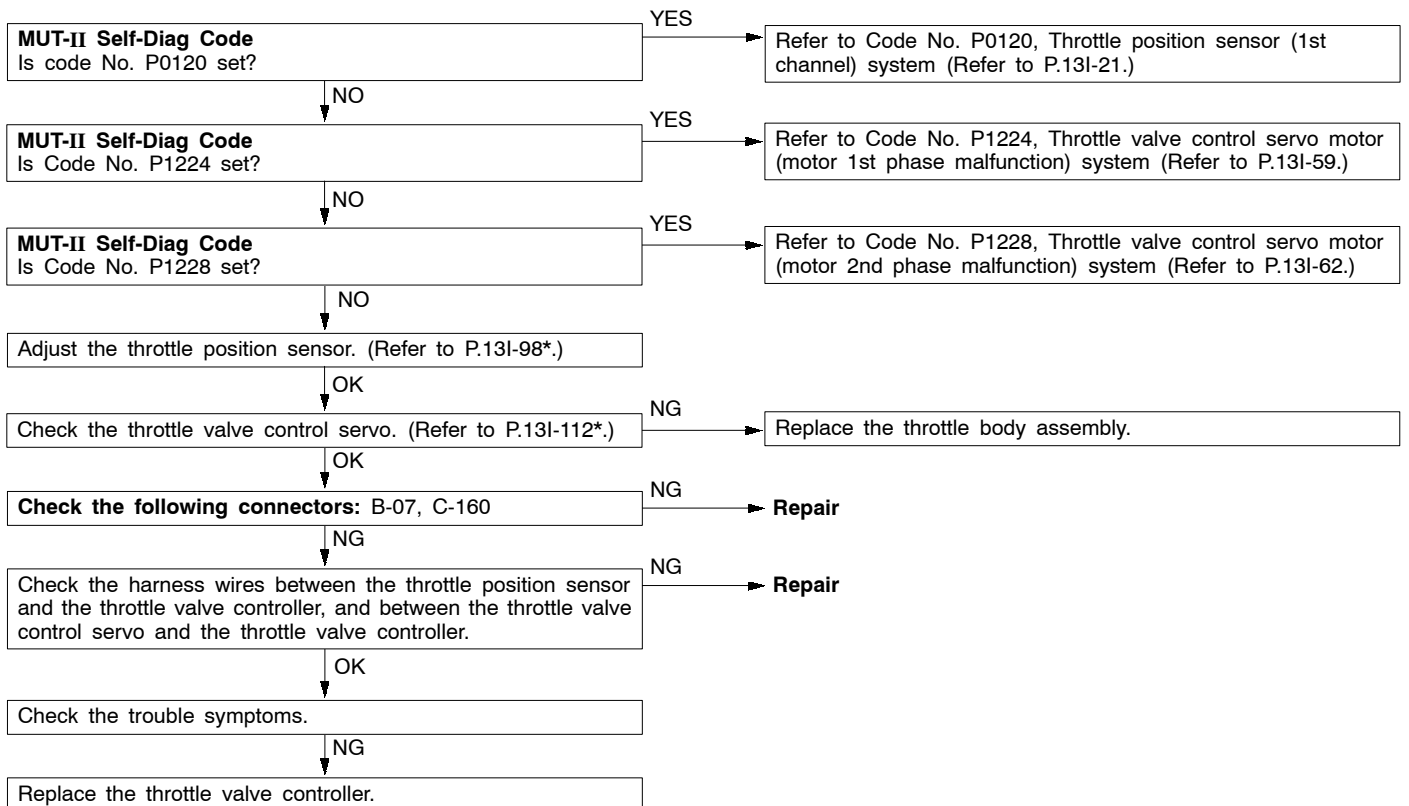 MUT-II Self-Diag Code
Is code No. P0120 set?
YES
Refer to Code No. P0120, Throttle position sensor (1st
channel) system (Refer to P.13I-21.)
NO
MUT-II Self-Diag Code
Is Code No. P1224 set?
YES
Refer to Code No. P1224, Throttle valve control servo motor
(motor 1st phase malfunction) system (Refer to P.13I-59.)
NO
MUT-II Self-Diag Code
Is Code No. P1228 set?
YES
Refer to Code No. P1228, Throttle valve control servo motor
(motor 2nd phase malfunction) system (Refer to P.13I-62.)
NO
Adjust the throttle position sensor. (Refer to P.13I-98*.)
OK
Check the throttle valve control servo. (Refer to P.13I-112*.)
NG
Replace the throttle body assembly.
OK
Check the following connectors: B-07, C-160
NG
Repair
NG
Check the harness wires between the throttle position sensor
and the throttle valve controller, and between the throttle valve
control servo and the throttle valve controller.
NG
Repair
OK
Check the trouble symptoms.
NG
Replace the throttle valve controller.